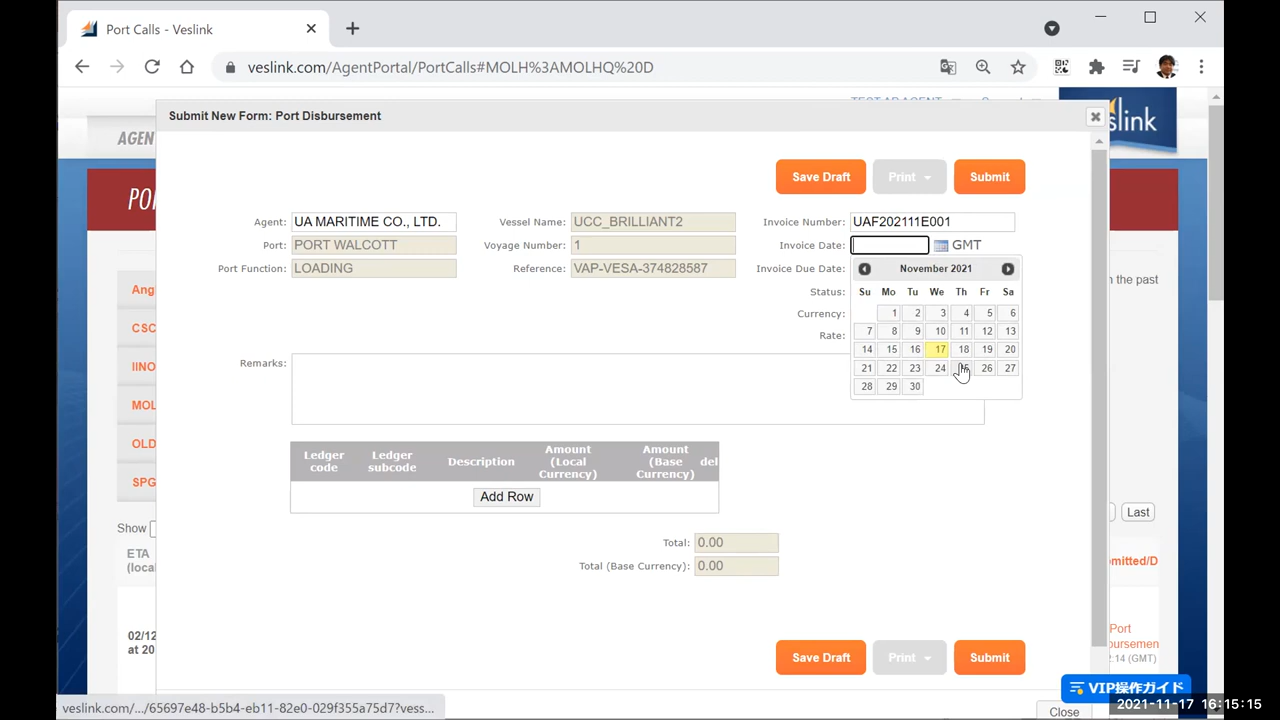 Port Calls - Veslink
veslink.com/AgentPortal/PortCalls#MOLH%3AMOLHQ%20D
AGEN
Submit New Form: Port Disbursement
eslink
PO
Save Draft Print Submit
Agent: UA MARITIME CO., LTD. Vessel Name: UCC_BRILLIANT2 Invoice Number: UAF202111E001
Port: PORT WALCOTT Voyage Number: 1 Invoice Date: GMT
Port Function: LOADING Reference: VAP-VESA-374828587 Invoice Due Date:
November 2021
Status:
Su Mo Tu We Th Fr Sa
Currency:
1 2 3 4 5 6
Rate:
7 8 9 10 11 12 13
14 15 16 17 18 19 20
21 22 23 24 26 27
28 29 30
Remarks:
n the past
Ang
CSC
IINO
MOL
OLD
SPG
Ledger code Ledger subcode Description Amount (Local Currency) Amount (Base Currency) del
Add Row
Last
Show
ETA
(loca
Total: 0.00
Total (Base Currency): 0.00
mitted/D
02/12
at 20
Port
bursemen
2:14 (GMT)
Save Draft Print Submit
VIP操作ガイド
veslink.com/.../65697e48-b5b4-eb11-82e0-029f355a75d7?ves...
Close
2021-11-17 16:15:15